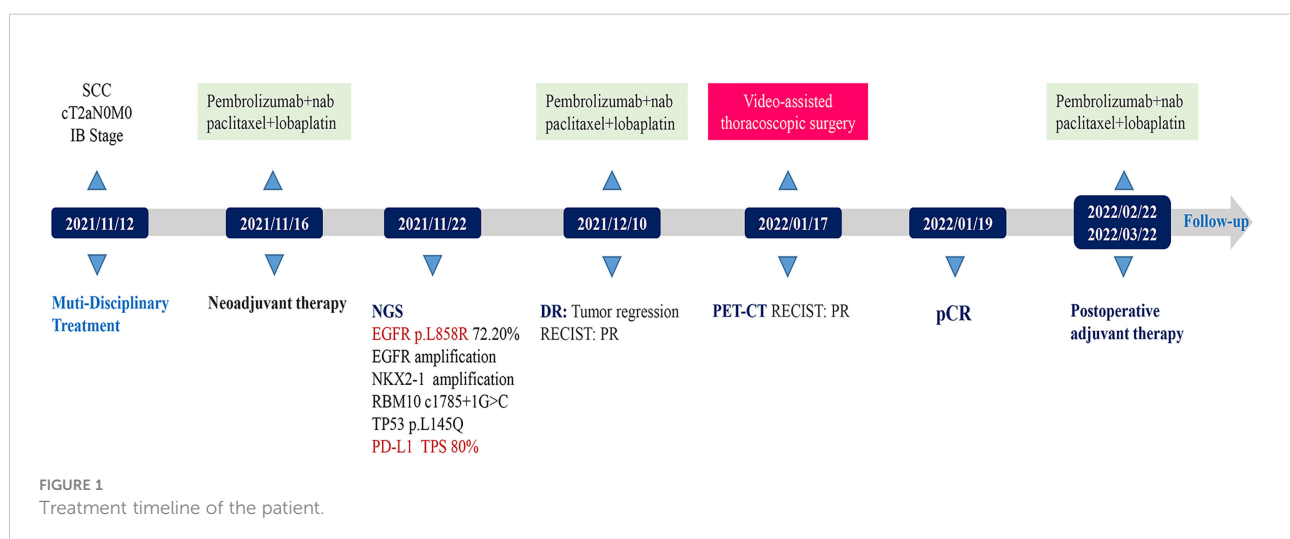 SCC
cT2aN0M0
IB Stage
Pembrolizumab+nab
paclitaxel+lobaplatin
Pembrolizumab+nab
paclitaxel+lobaplatin
Video-assisted
thoracoscopic surgery
Pembrolizumab+nab
paclitaxel+lobaplatin
2021/11/12
2021/11/16
2021/11/22
2021/12/10
2022/01/17
2022/01/19
2022/02/22
2022/03/22
Follow-up
Muti-Disciplinary
Treatment
Neoadjuvant therapy
NGS
EGFR p.L858R 72.20%
EGFR amplification
NKX2-1 amplification
RBM10 c1785+1G>C
TP53 p.L145Q
PD-L1 TPS 80%
DR: Tumor regression
RECIST: PR
PET-CT RECIST: PR
pCR
Postoperative
adjuvant therapy
FIGURE 1
Treatment timeline of the patient.